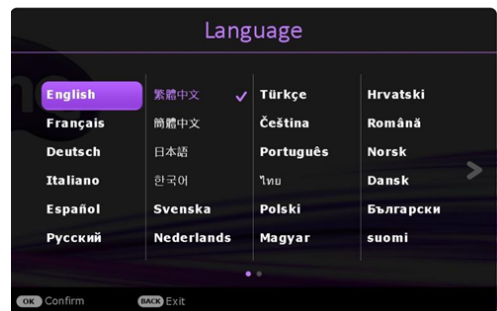 Language
English
Français
Deutsch
Italiano
Español
Русский
繁體中文
簡體中文
日本語
한국어
Svenska
Nederlands
Türkçe
Čeština
Português
ไทย
Polski
Magyar
Hrvatski
Română
Norsk
Dansk
Български
suomi
OK Confirm
BACK Exit